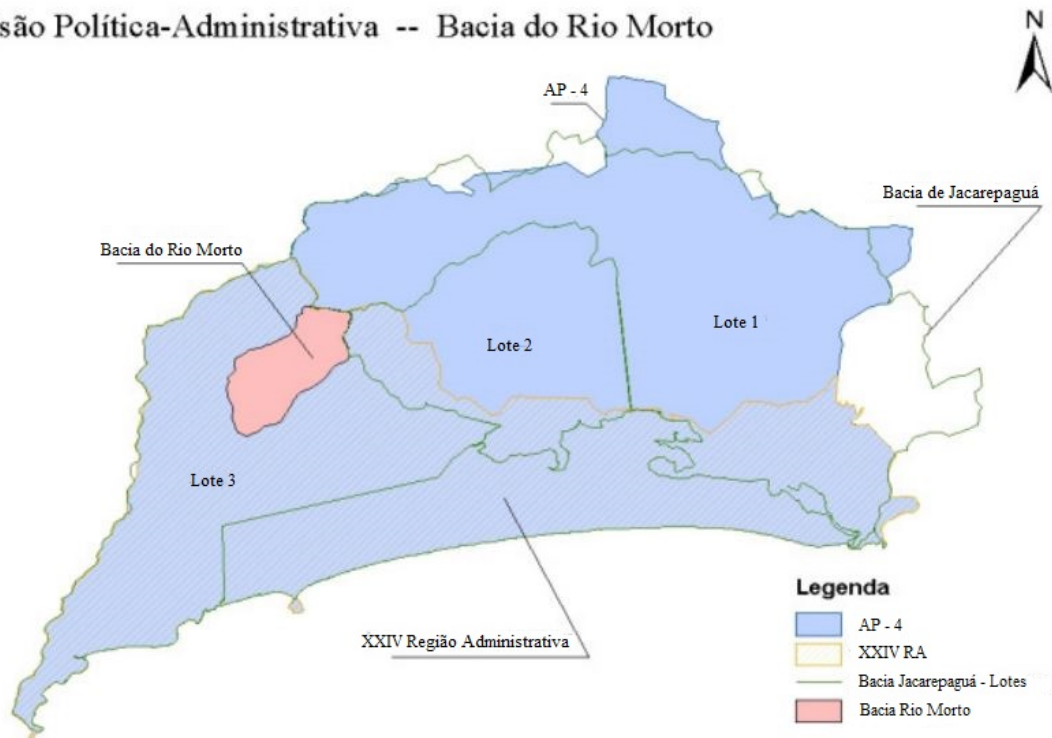 são Política-Administrativa -- Bacia do Rio Morto
N
AP - 4
Bacia de Jacarepaguá
Bacia do Rio Morto
Lote 1
Lote 2
Lote 3
XXIV Região Administrativa
Legenda
AP - 4
XXIV RA
Bacia Jacarepaguá - Lotes
Bacia Rio Morto